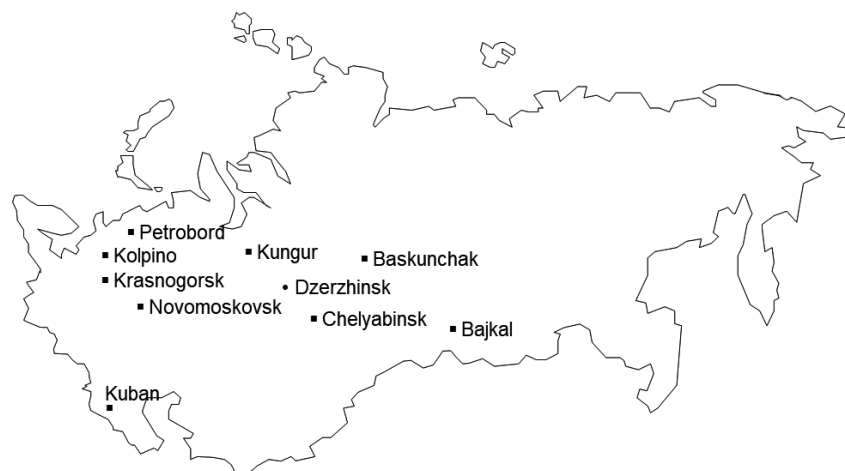 Petrobord
Kolpino
Kungur
Baskunchak
Krasnogorsk
Dzerzhinsk
Novomoskovsk
Chelyabinsk
Bajkal
Kuban